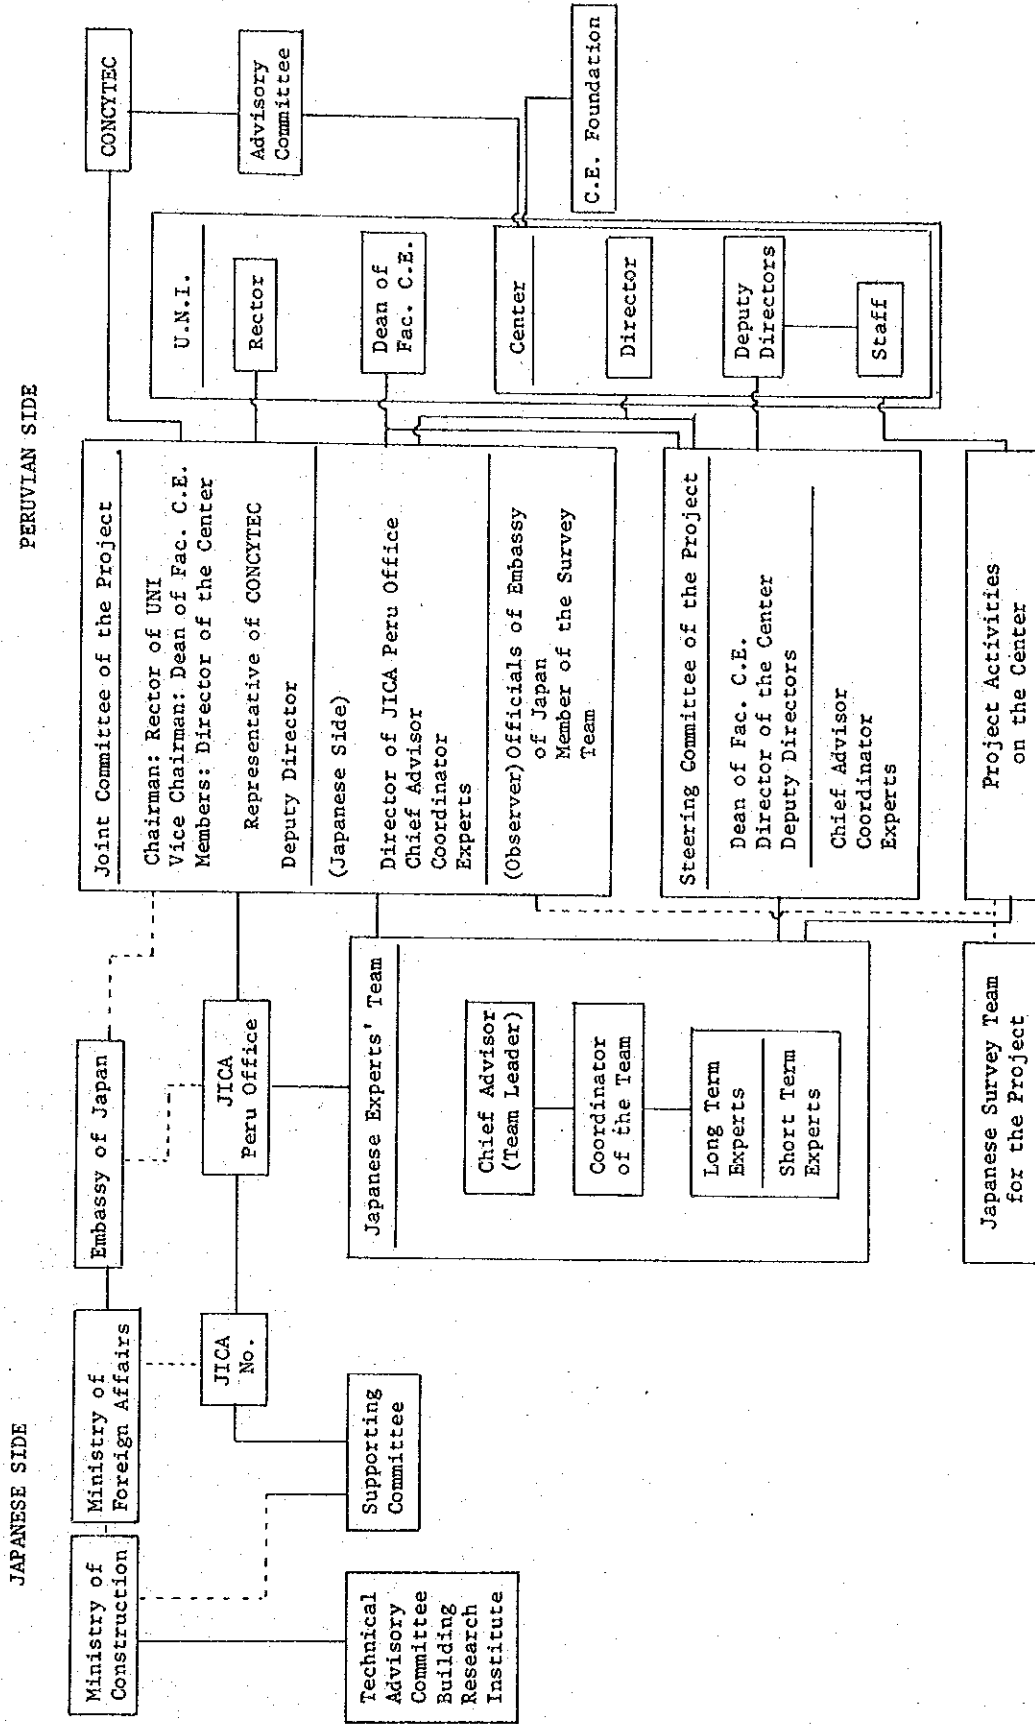 JAPANESE SIDE
PERUVIAN SIDE
Ministry of
Construction
Ministry of
Foreign Affairs
Embassy of Japan
JICA
No.
JICA
Peru Office
Technical
Advisory
Committee
Building
Research
Institute
Supporting
Committee
Japanese Experts' Team
Chief Advisor
(Team Leader)
Coordinator
of the Team
Long Term
Experts
Short Term
Experts
Japanese Survey Team
for the Project
Joint Committee of the Project
Chairman: Rector of UNI
Vice Chairman: Dean of Fac. C.E.
Members: Director of the Center
Representative of CONCYTEC
Deputy Director
(Japanese Side)
Director of JICA Peru Office
Chief Advisor
Coordinator
Experts
(Observer) Officials of Embassy
of Japan
Member of the Survey
Team
Steering Committee of the Project
Dean of Fac. C.E.
Director of the Center
Deputy Directors
Chief Advisor
Coordinator
Experts
Project Activities
on the Center
CONCYTEC
Advisory
Committee
U.N.I.
Rector
Dean of
Fac. C.E.
Center
Director
Deputy
Directors
Staff
C.E. Foundation